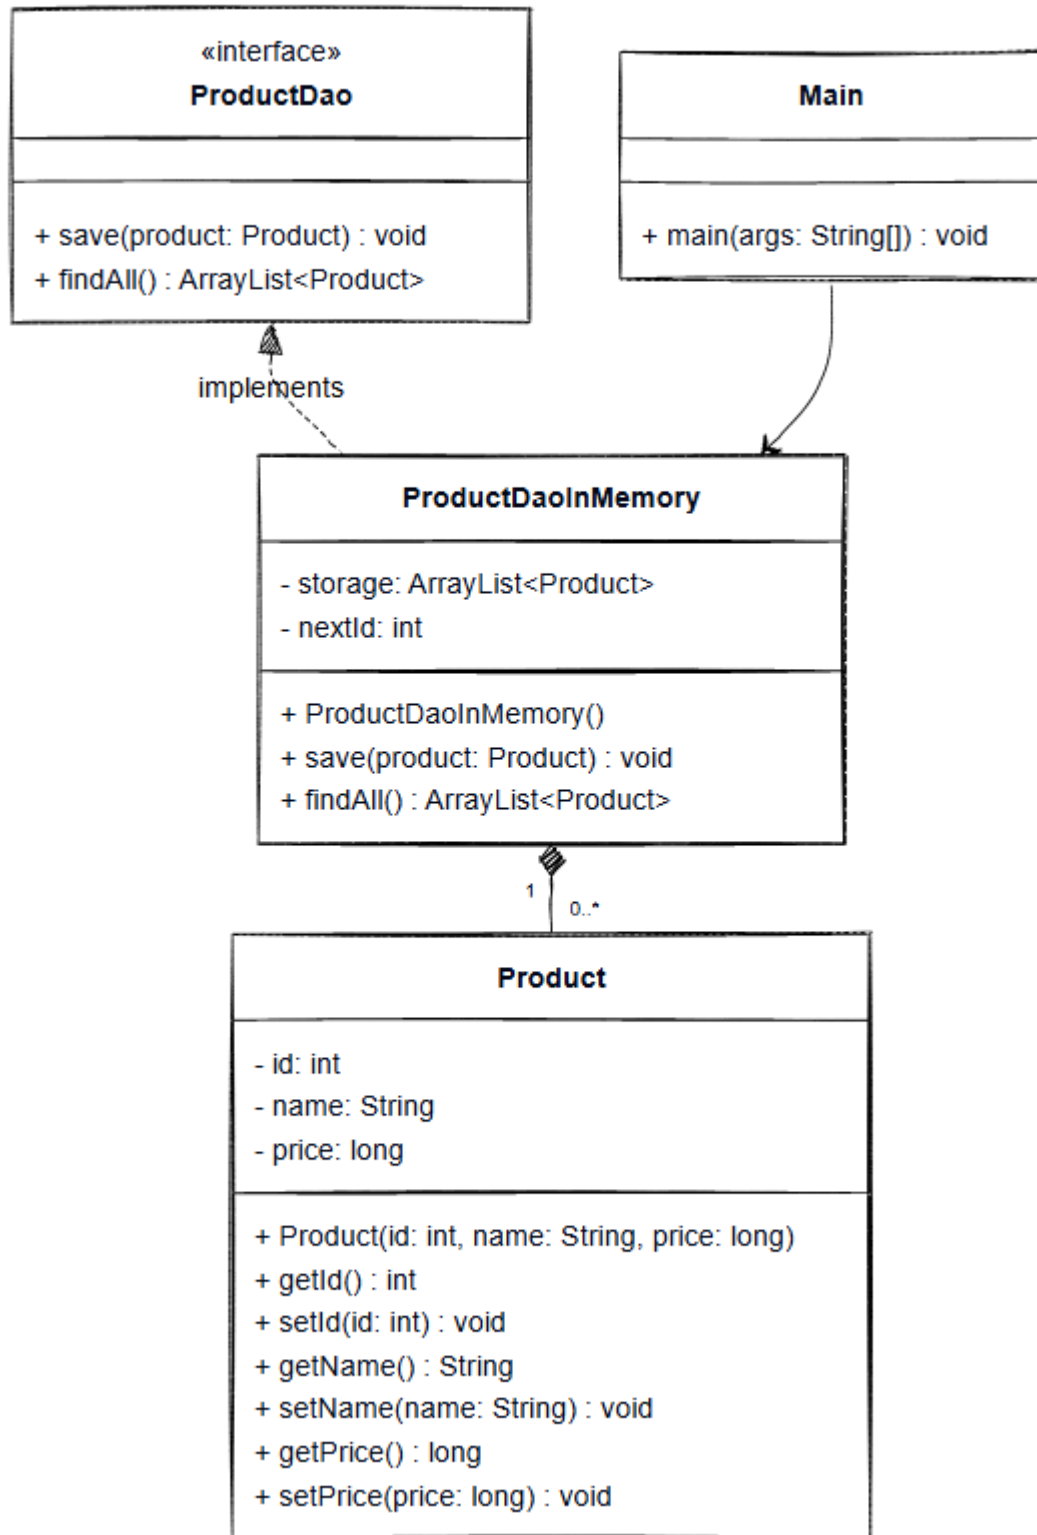 «interface»
ProductDao
+ save(product: Product) : void
+ findAll() : ArrayList<Product>
Main
+ main(args: String[]) : void
implements
ProductDaoInMemory
- storage: ArrayList<Product>
- nextId: int
+ ProductDaoInMemory()
+ save(product: Product) : void
+ findAll() : ArrayList<Product>
1
0..*
Product
- id: int
- name: String
- price: long
+ Product(id: int, name: String, price: long)
+ getId() : int
+ setId(id: int) : void
+ getName() : String
+ setName(name: String) : void
+ getPrice() : long
+ setPrice(price: long) : void